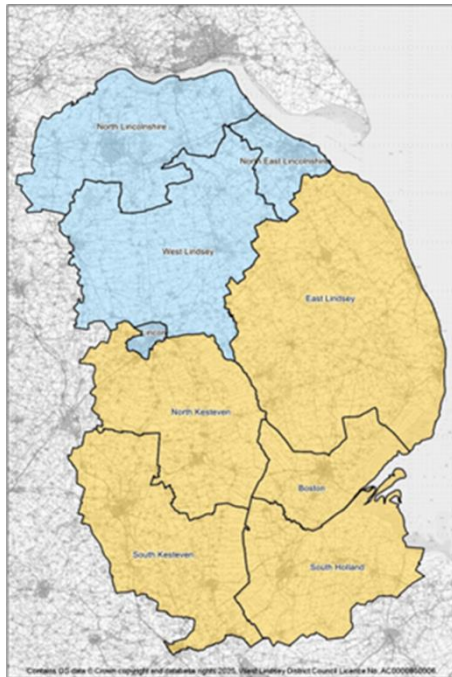 North Lincolnshire
North East Lincolnshire
West Lindsey
East Lindsey
Lincoln
North Kesteven
Boston
South Kesteven
South Holland
Contains OS data © Crown copyright and database rights 2025, West Lindsey District Council Licence No.